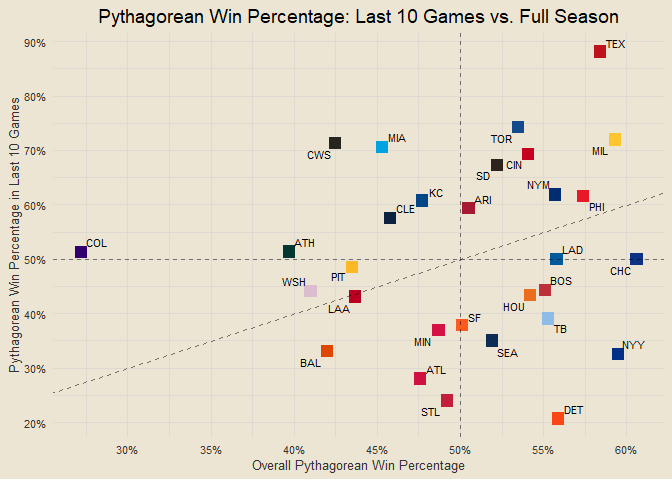 Pythagorean Win Percentage: Last 10 Games vs. Full Season
Pythagorean Win Percentage in Last 10 Games
90%
80%
70%
60%
50%
40%
30%
20%
TEX
TOR
MIL
CWS
MIA
SD
CIN
NYM
PHI
KC
ARI
CLE
COL
ATH
LAD
CHC
PIT
WSH
LAA
BOS
HOU
TB
SF
MIN
SEA
NYY
BAL
ATL
STL
DET
30%
35%
40%
45%
50%
55%
60%
Overall Pythagorean Win Percentage